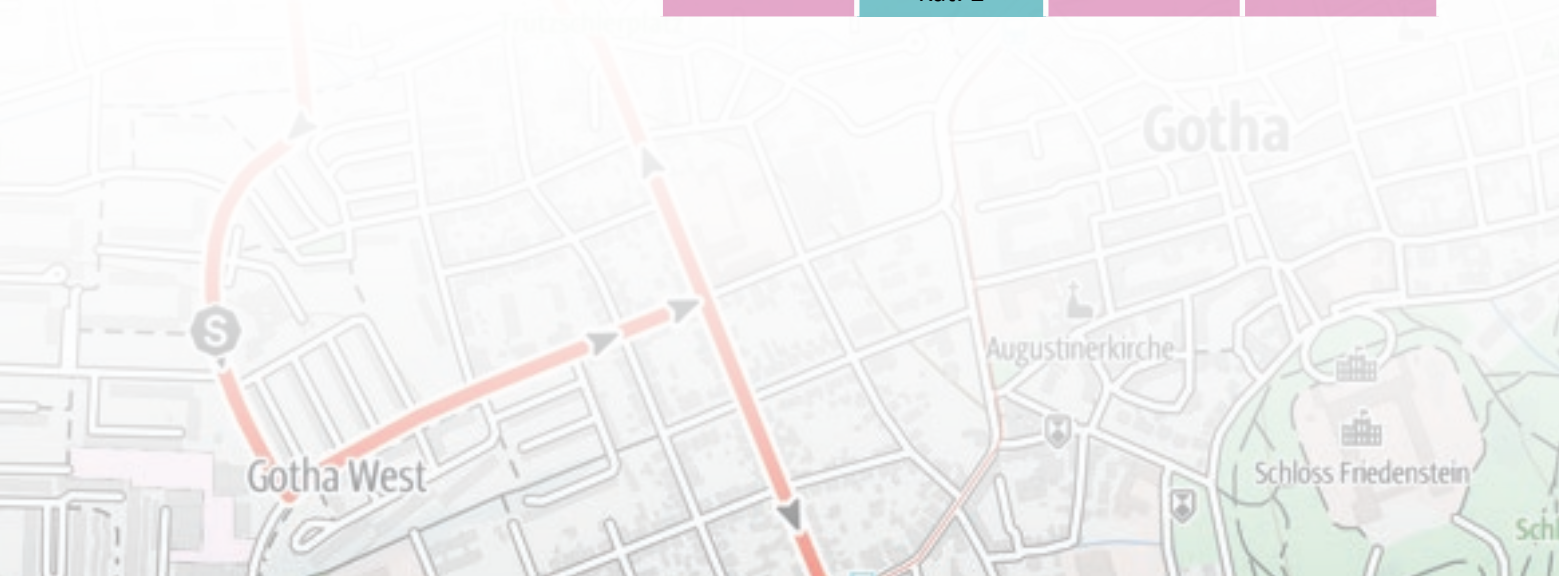 Gotha
S
Augustinerkirche
Gotha West
Schloss Friedenstein